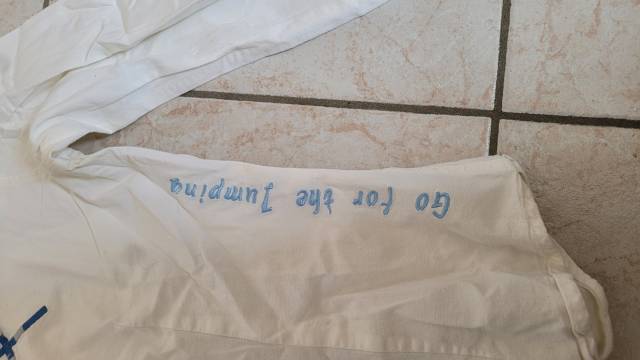 Go for the Jumping